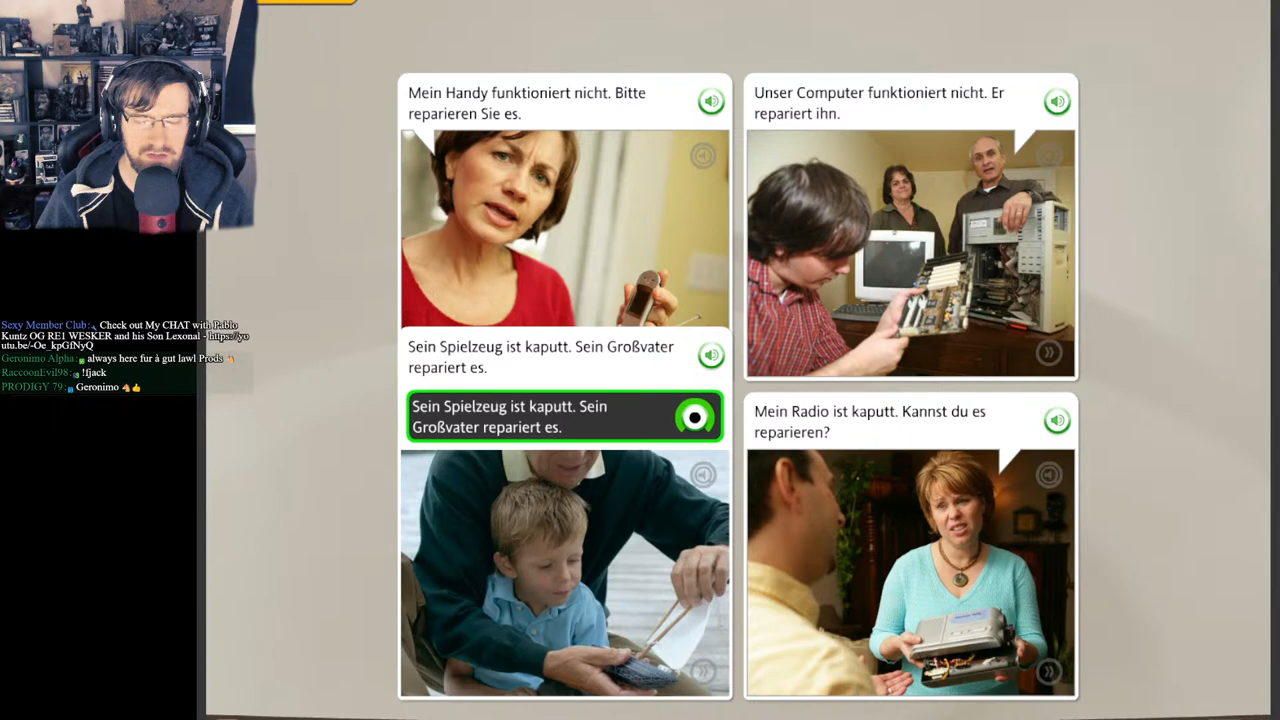 Mein Handy funktioniert nicht. Bitte
reparieren Sie es.
Unser Computer funktioniert nicht. Er
repariert ihn.
Sein Spielzeug ist kaputt. Sein Großvater
repariert es.
Sein Spielzeug ist kaputt. Sein
Großvater repariert es.
Mein Radio ist kaputt. Kannst du es
reparieren?
Sexy Member Club: Check out My CHAT with Pablo
Kuntz OG RE1 WESKER and his Son Lexonal - https://yo
utu.be/-Oe_kpGfNyQ
Geronimo Alpha: always here fur à gut lawl Prods
RaccoonEvil98: !fjack
PRODIGY 79: Geronimo